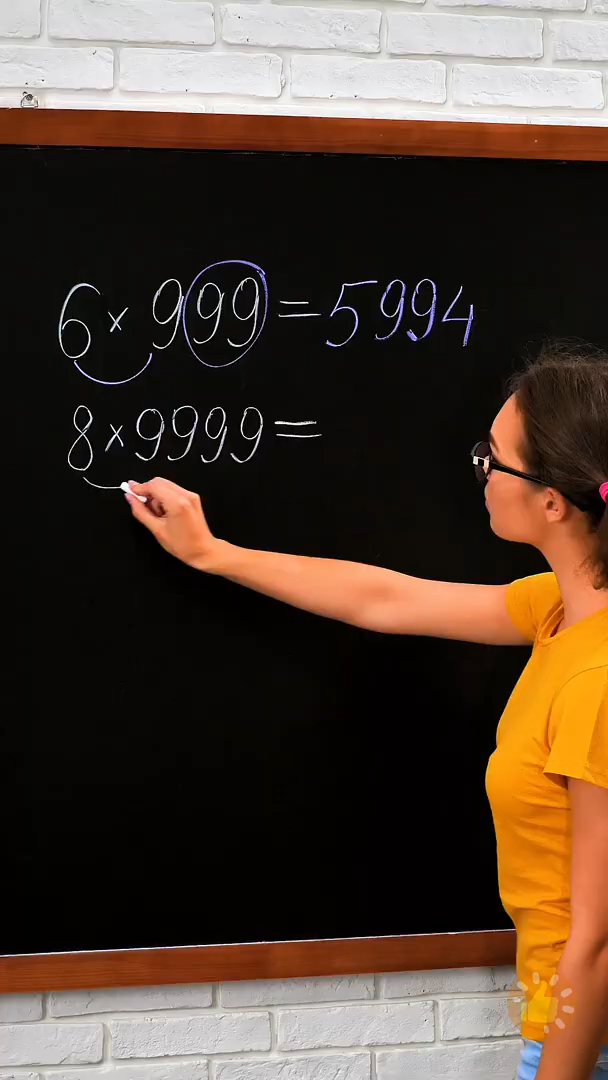 6 × 999 = 5994
8 × 9999 =